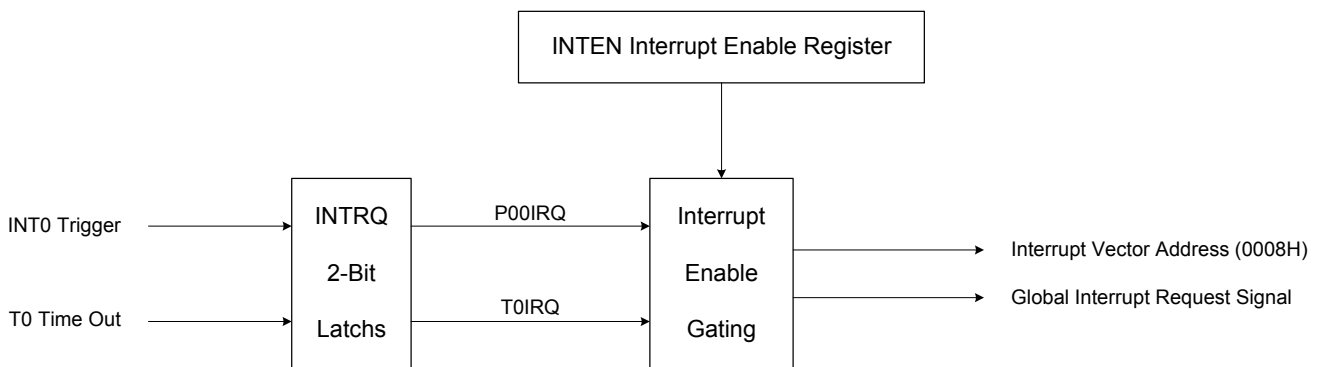 INTEN Interrupt Enable Register
INT0 Trigger
T0 Time Out
INTRQ
2-Bit
Latchs
P00IRQ
T0IRQ
Interrupt
Enable
Gating
Interrupt Vector Address (0008H)
Global Interrupt Request Signal